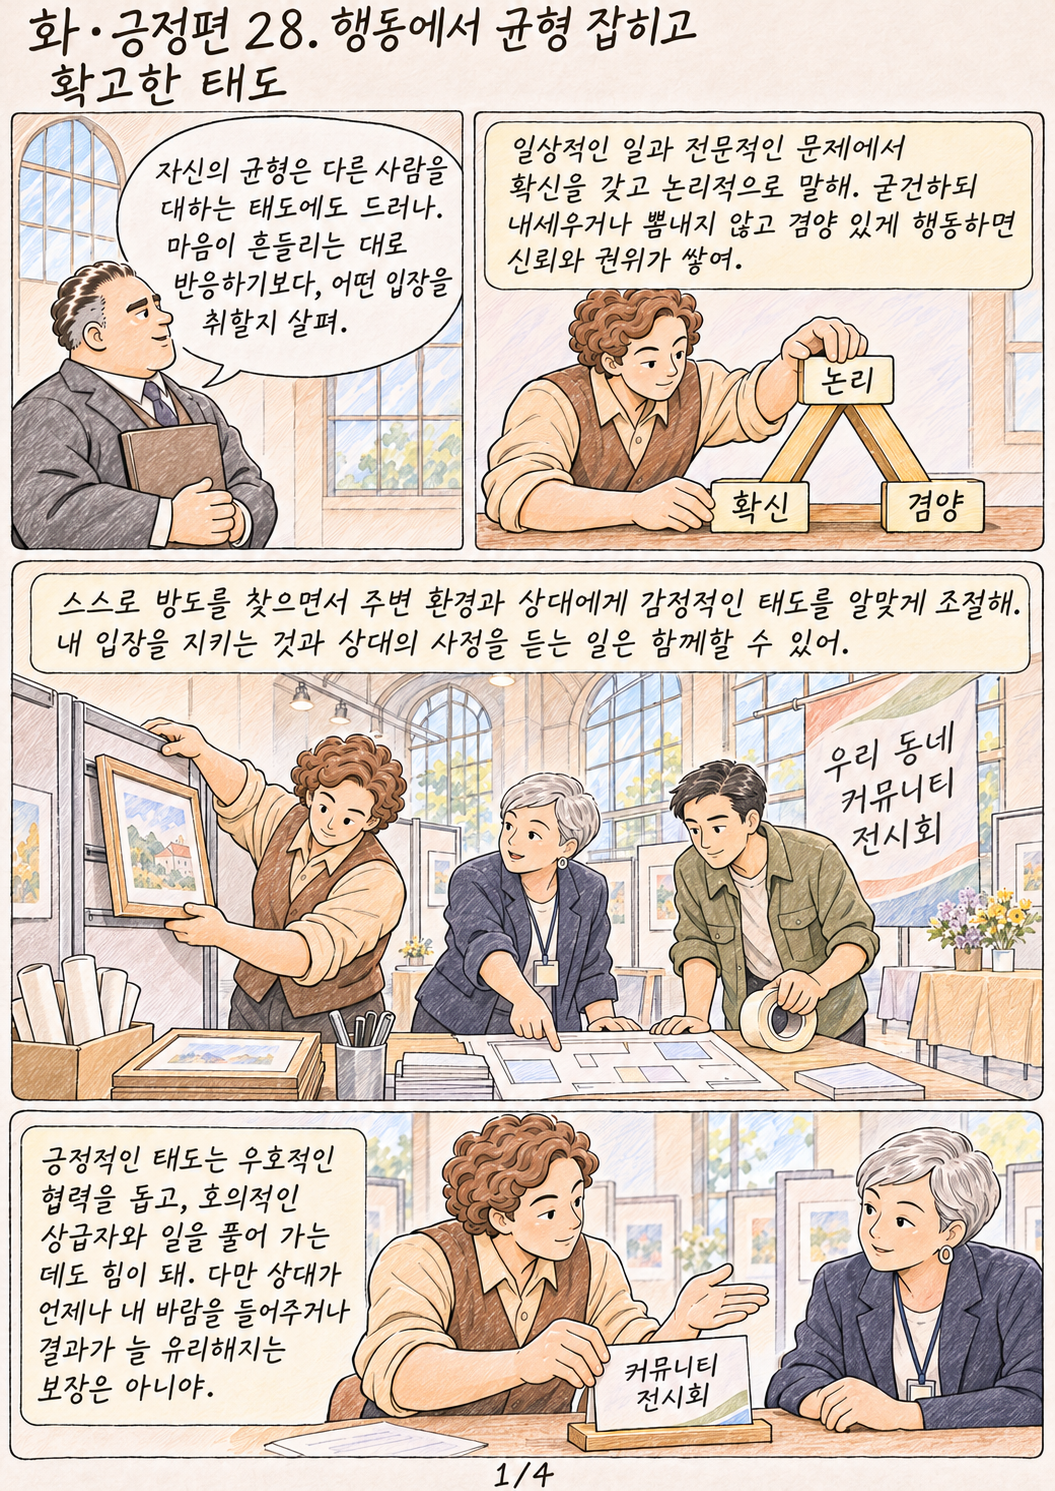 화·긍정편 28. 행동에서 균형 잡히고
확고한 태도
자신의 균형은 다른 사람을
대하는 태도에도 드러나.
마음이 흔들리는 대로
반응하기보다, 어떤 입장을
취할지 살펴.
일상적인 일과 전문적인 문제에서
확신을 갖고 논리적으로 말해. 굳건하되
내세우거나 뽐내지 않고 겸양 있게 행동하면
신뢰와 권위가 쌓여.
논리
확신
겸양
스스로 방도를 찾으면서 주변 환경과 상대에게 감정적인 태도를 알맞게 조절해.
내 입장을 지키는 것과 상대의 사정을 듣는 일은 함께할 수 있어.
우리 동네
커뮤니티
전시회
긍정적인 태도는 우호적인
협력을 돕고, 호의적인
상급자와 일을 풀어 가는
데도 힘이 돼. 다만 상대가
언제나 내 바람을 들어주거나
결과가 늘 유리해지는
보장은 아니야.
커뮤니티
전시회
1/4